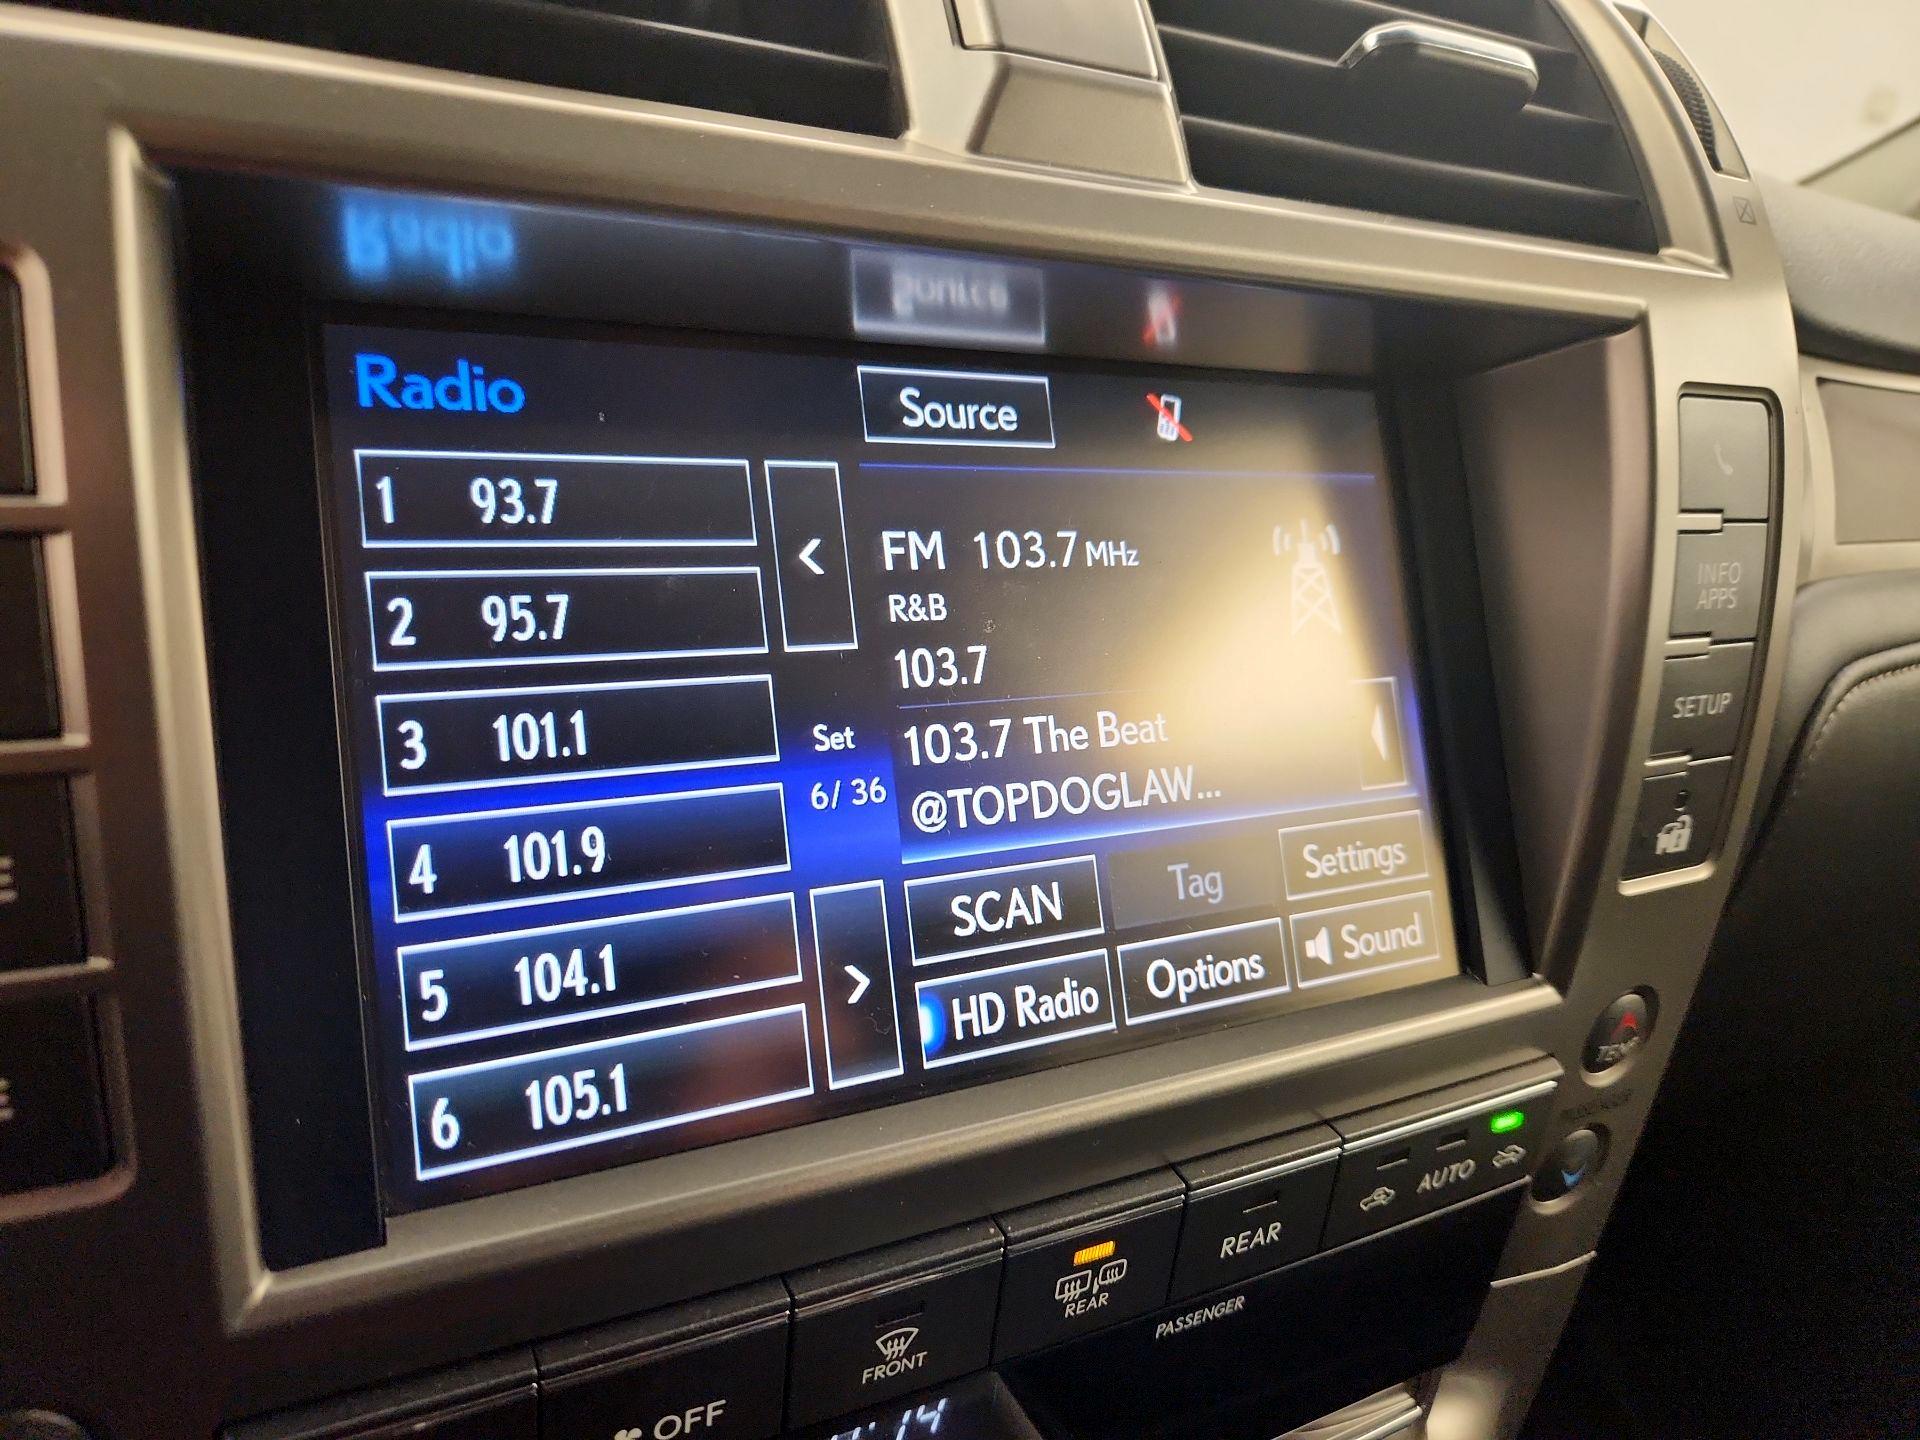 Radio
Source
1 93.7
2 95.7
3 101.1
4 101.9
5 104.1
6 105.1
<
Set
6/ 36
>
FM 103.7 MHz
R&B
103.7
103.7 The Beat
@TOPDOGLAW...
SCAN
Tag
Settings
HD Radio
Options
Sound
INFO
APPS
SETUP
TEMP
AUTO
REAR
REAR
PASSENGER
FRONT
OFF